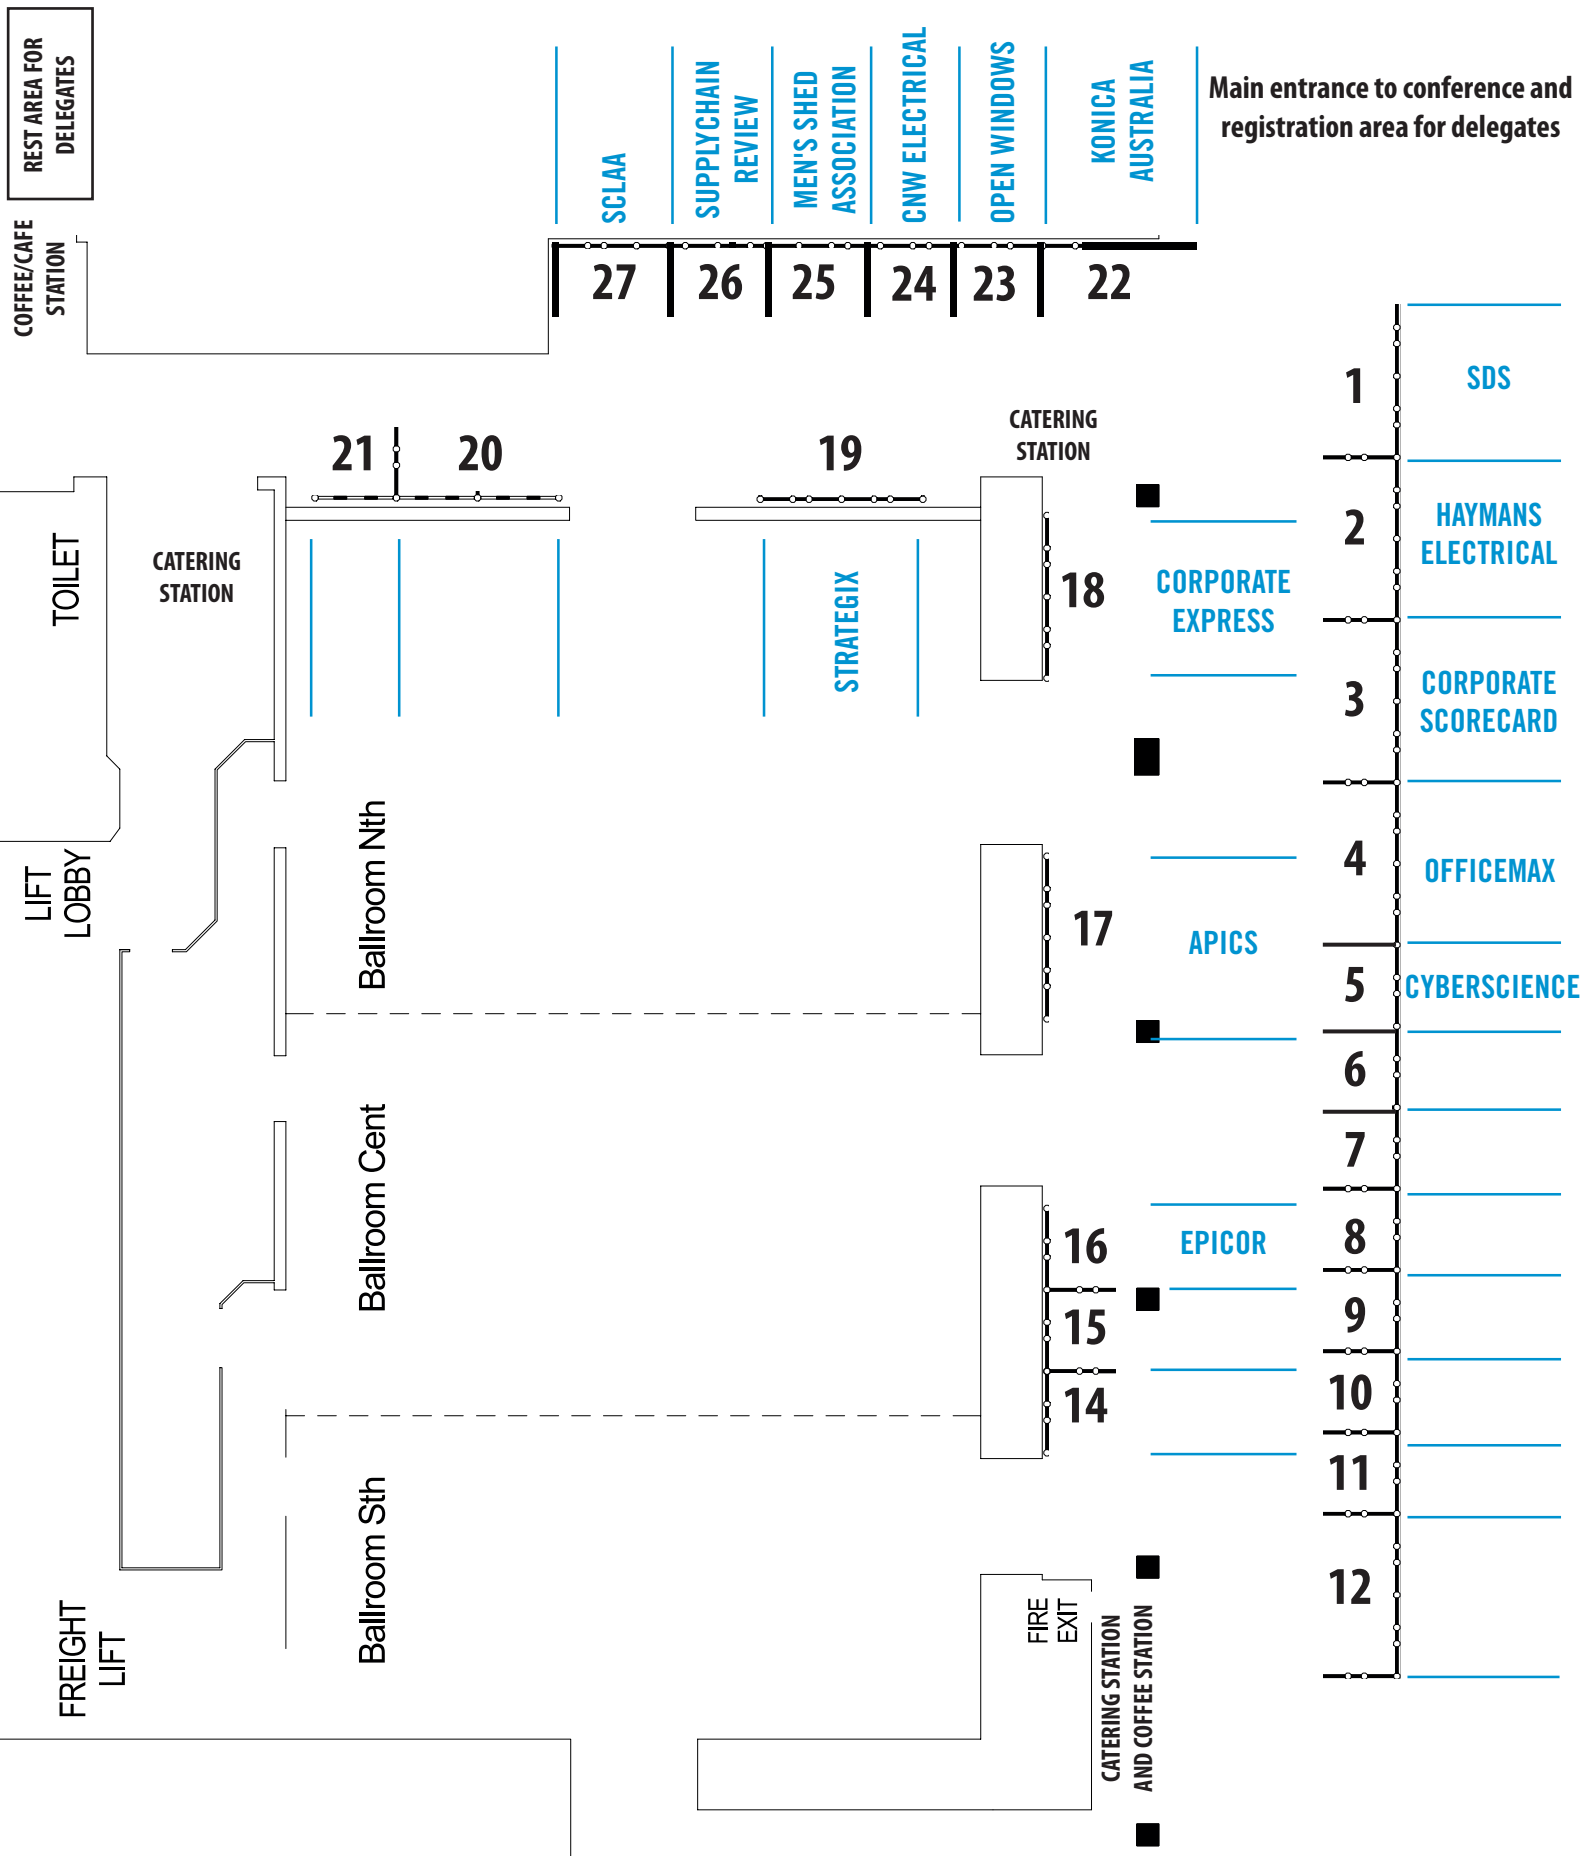 REST AREA FOR
DELEGATES
COFFEE/CAFE
STATION
SCLAA
SUPPLYCHAIN
REVIEW
MEN'S SHED
ASSOCIATION
CNW ELECTRICAL
OPEN WINDOWS
KONICA
AUSTRALIA
Main entrance to conference and
registration area for delegates
27
26
25
24
23
22
1
SDS
2
HAYMANS
ELECTRICAL
3
CORPORATE
SCORECARD
4
OFFICEMAX
5
CYBERSCIENCE
6
7
8
9
10
11
12
21
20
19
CATERING
STATION
STRATEGIX
18
CORPORATE
EXPRESS
17
APICS
16
EPICOR
15
14
TOILET
CATERING
STATION
LIFT
LOBBY
Ballroom Nth
Ballroom Cent
Ballroom Sth
FREIGHT
LIFT
FIRE
EXIT
CATERING STATION
AND COFFEE STATION